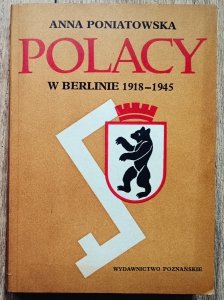 ANNA PONIATOWSKA
POLACY
W BERLINIE 1918–1945
WYDAWNICTWO POZNAŃSKIE